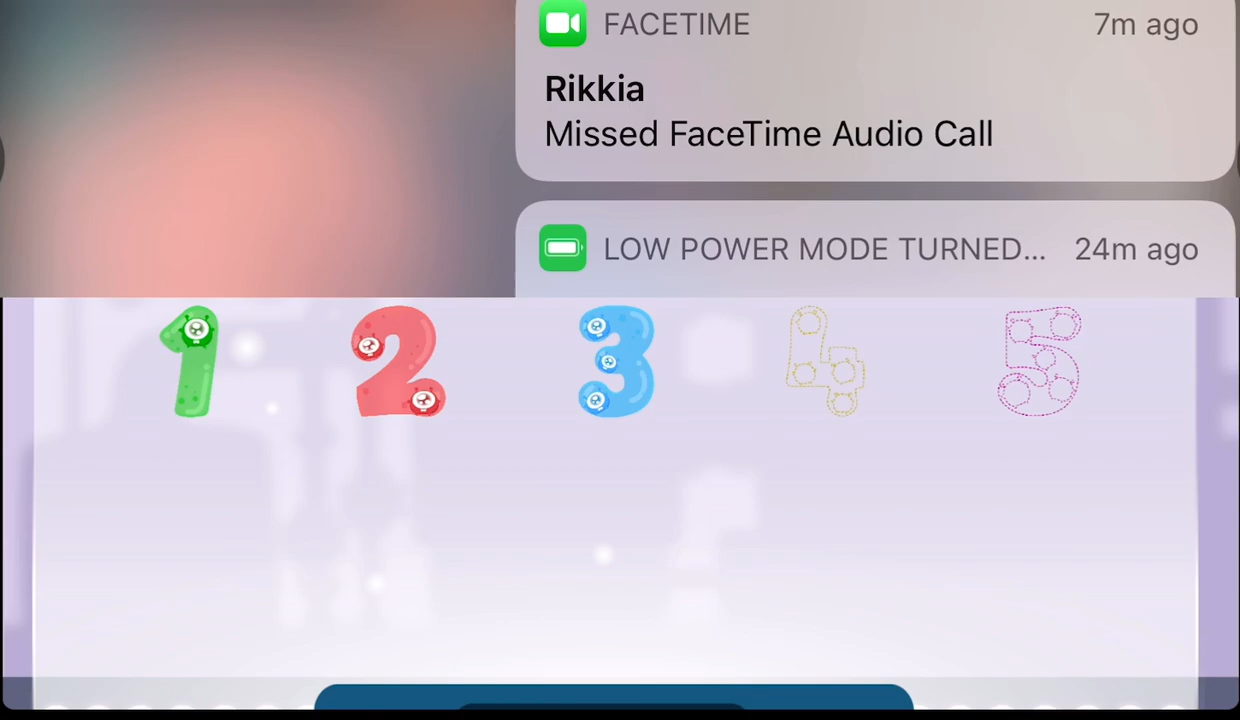 FACETIME 7m ago
Rikkia
Missed FaceTime Audio Call
LOW POWER MODE TURNED... 24m ago
1 2 3 4 5